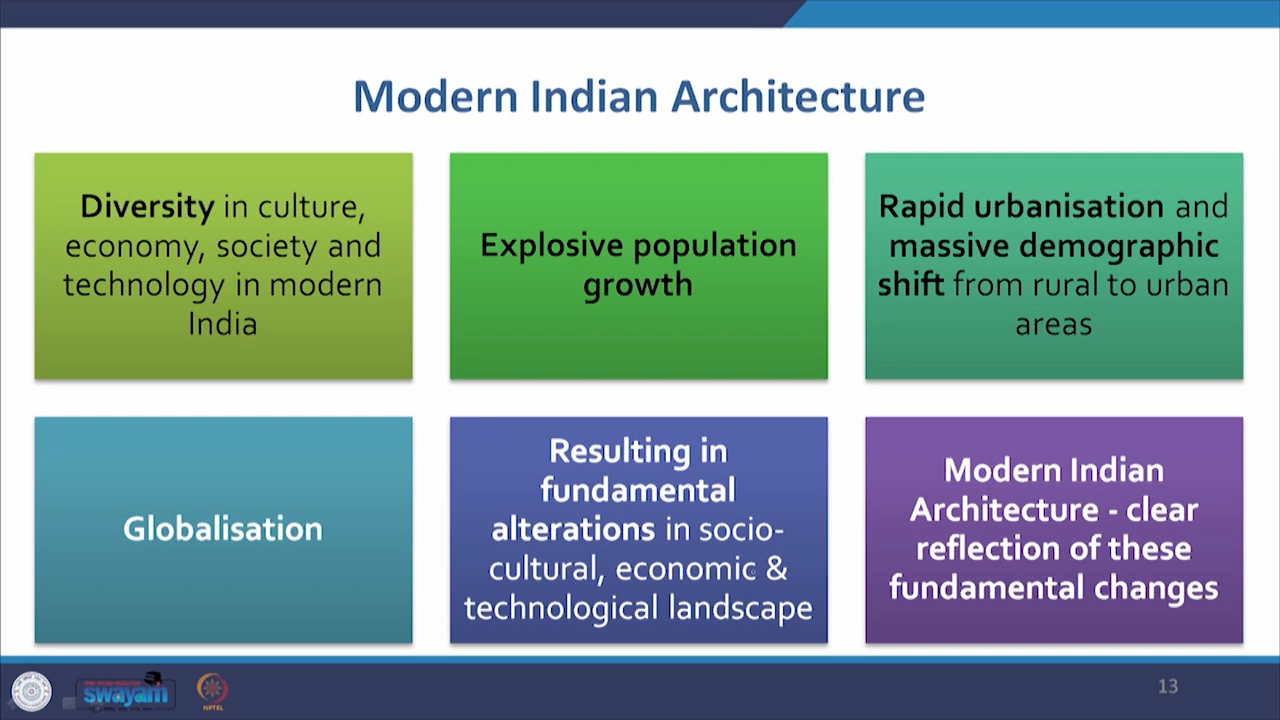 Modern Indian Architecture
Diversity in culture,
economy, society and
technology in modern
India
Explosive population
growth
Rapid urbanisation and
massive demographic
shift from rural to urban
areas
Globalisation
Resulting in
fundamental
alterations in socio-
cultural, economic &
technological landscape
Modern Indian
Architecture - clear
reflection of these
fundamental changes
swayam
NPTEL
13